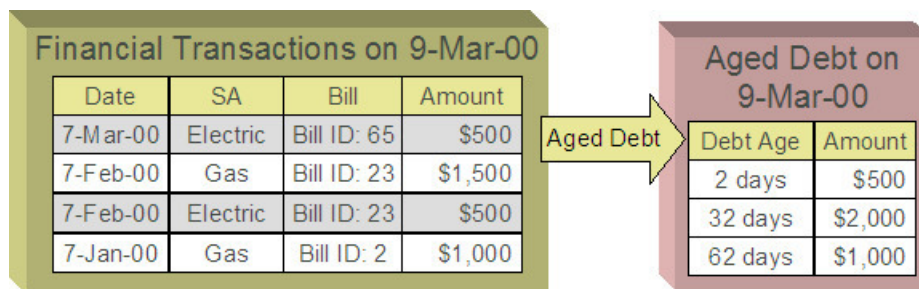 Financial Transactions on 9-Mar-00
Date SA Bill Amount
7-Mar-00 Electric Bill ID: 65 $500
7-Feb-00 Gas Bill ID: 23 $1,500
7-Feb-00 Electric Bill ID: 23 $500
7-Jan-00 Gas Bill ID: 2 $1,000
Aged Debt
Aged Debt on
9-Mar-00
Debt Age Amount
2 days $500
32 days $2,000
62 days $1,000